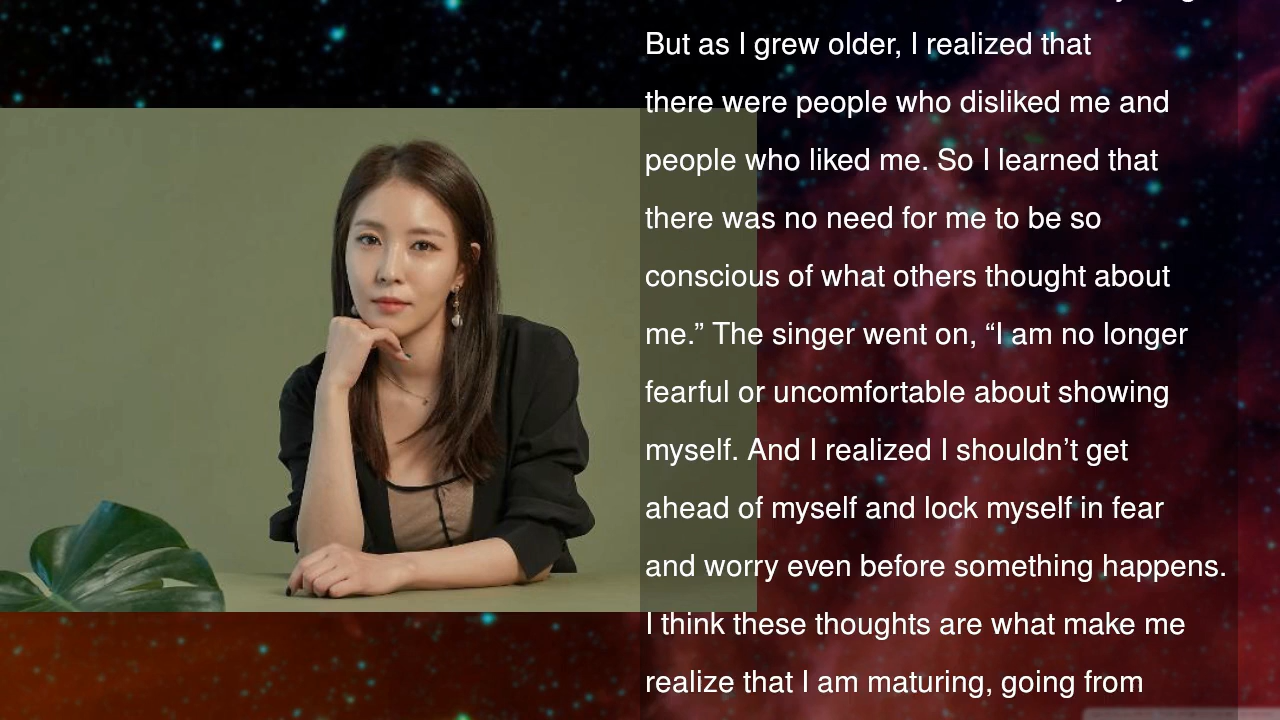 But as I grew older, I realized that
there were people who disliked me and
people who liked me. So I learned that
there was no need for me to be so
conscious of what others thought about
me.” The singer went on, “I am no longer
fearful or uncomfortable about showing
myself. And I realized I shouldn’t get
ahead of myself and lock myself in fear
and worry even before something happens.
I think these thoughts are what make me
realize that I am maturing, going from